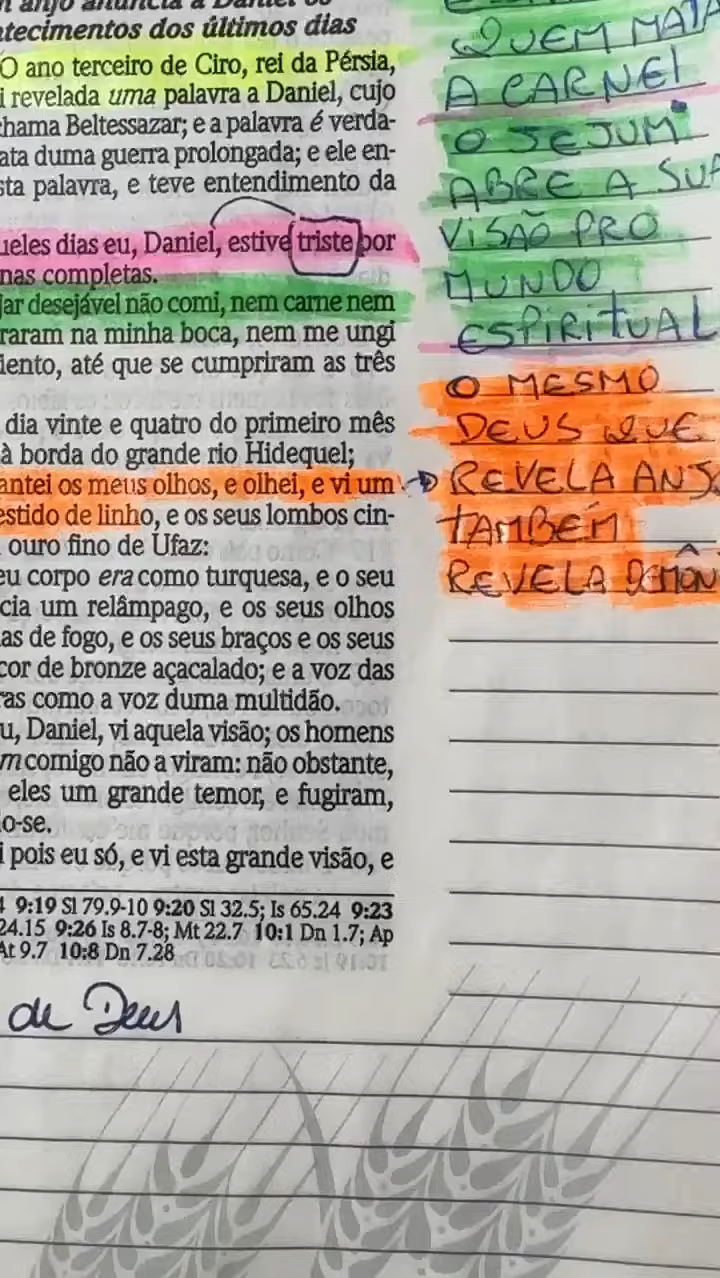 anjo anuncia a Daniel os
tecimentos dos últimos dias
O ano terceiro de Ciro, rei da Pérsia,
i revelada uma palavra a Daniel, cujo
chama Beltessazar; e a palavra é verda-
ata duma guerra prolongada; e ele en-
sta palavra, e teve entendimento da
ueles dias eu, Daniel, estive triste por
nas completas.
jar desejável não comi, nem carne nem
raram na minha boca, nem me ungi
ento, até que se cumpriram as três
dia vinte e quatro do primeiro mês
à borda do grande rio Hidequel;
antei os meus olhos, e olhei, e vi um
estido de linho, e os seus lombos cin-
ouro fino de Ufaz:
eu corpo era como turquesa, e o seu
cia um relâmpago, e os seus olhos
as de fogo, e os seus braços e os seus
cor de bronze açacalado; e a voz das
ras como a voz duma multidão.
u, Daniel, vi aquela visão; os homens
m comigo não a viram: não obstante,
eles um grande temor, e fugiram,
do-se.
i pois eu só, e vi esta grande visão, e
9:19 Sl 79.9-10 9:20 Sl 32.5; Is 65.24 9:23
24.15 9:26 Is 8.7-8; Mt 22.7 10:1 Dn 1.7; Ap
At 9.7 10:8 Dn 7.28
de Deus
QUEM MATA
A CARNE!
O JEJUM
ABRE A SUA
VISÃO PRO
MUNDO
ESPIRITUAL
O MESMO
DEUS QUE
REVELA ANJO
TAMBÉM
REVELA DEMÔN